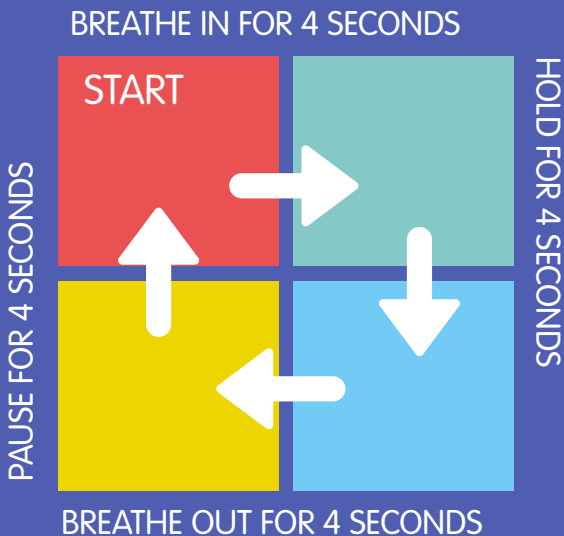 BREATHE IN FOR 4 SECONDS
START
HOLD FOR 4 SECONDS
BREATHE OUT FOR 4 SECONDS
PAUSE FOR 4 SECONDS